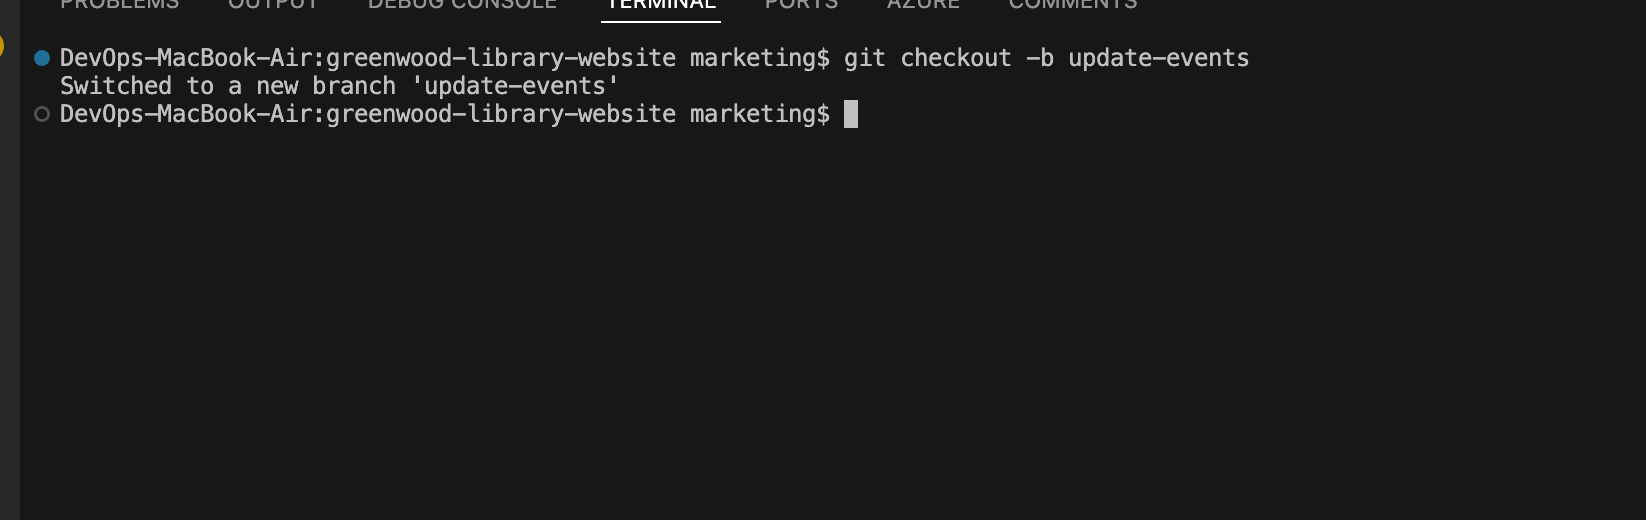 PROBLEMS OUTPUT DEBUG CONSOLE TERMINAL PORTS AZURE COMMENTS
DevOps-MacBook-Air:greenwood-library-website marketing$ git checkout -b update-events
Switched to a new branch 'update-events'
DevOps-MacBook-Air:greenwood-library-website marketing$